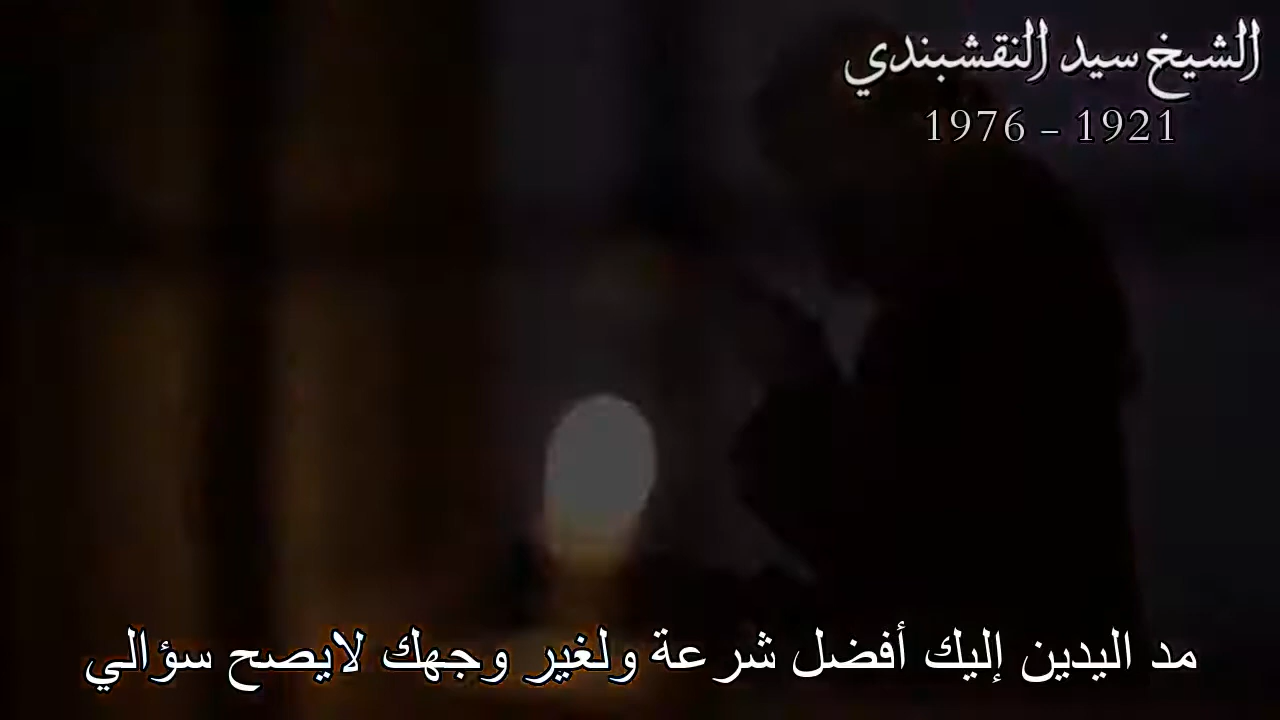 الشيخ سيد النقشبندي
1921 - 1976
مد اليدين إليك أفضل شرعة ولغير وجهك لايصح سؤالي